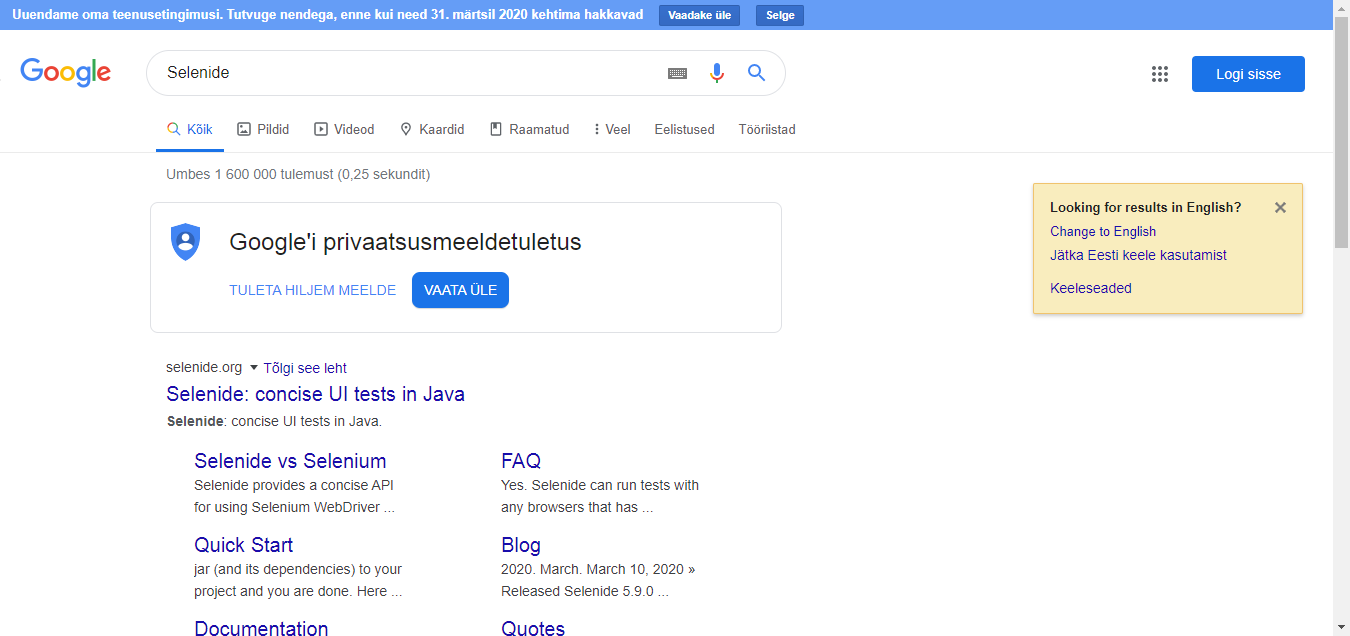 Uuendame oma teenusetingimusi. Tutvuge nendega, enne kui need 31. märtsil 2020 kehtima hakkavad Vaadake üle Selge
Google
Selenide
Logi sisse
Kõik Pildid Videod Kaardid Raamatud Veel Eelistused Tööriistad
Umbes 1 600 000 tulemust (0,25 sekundit)
Google'i privaatsusmeeldetuletus
TULETA HILJEM MEELDE VAATA ÜLE
Looking for results in English?
Change to English
Jätka Eesti keele kasutamist
Keeleseaded
selenide.org Tõlgi see leht
Selenide: concise UI tests in Java
Selenide: concise UI tests in Java.
Selenide vs Selenium
Selenide provides a concise API
for using Selenium WebDriver ...
FAQ
Yes. Selenide can run tests with
any browsers that has ...
Quick Start
jar (and its dependencies) to your
project and you are done. Here ...
Blog
2020. March. March 10, 2020 »
Released Selenide 5.9.0 ...
Documentation
Quotes